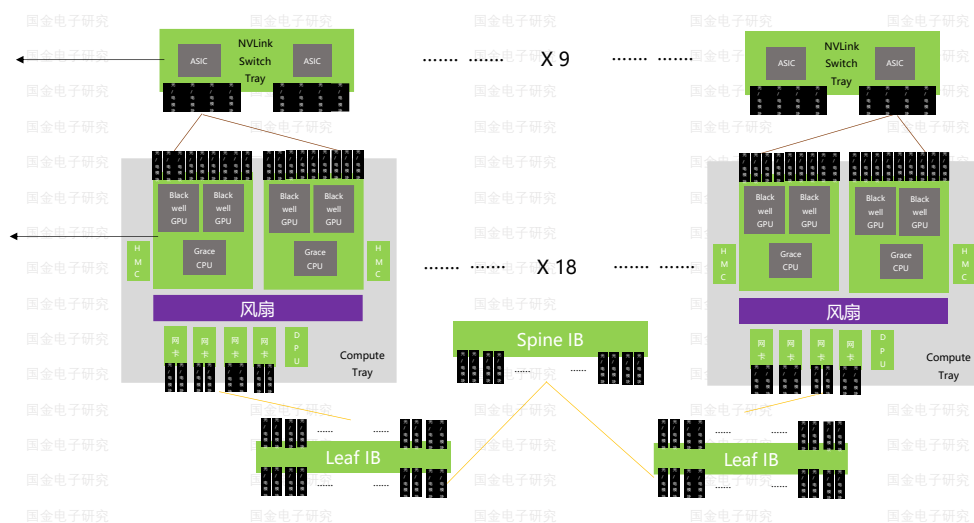 NVLink
Switch
Tray
ASIC
ASIC
······ ······
X 9
······ ······
NVLink
Switch
Tray
ASIC
ASIC
Black
well
GPU
Black
well
GPU
Black
well
GPU
Black
well
GPU
Grace
CPU
Grace
CPU
H
M
C
H
M
C
风扇
网
卡
网
卡
网
卡
网
卡
D
P
U
Compute
Tray
······ ······
X 18
······ ······
Black
well
GPU
Black
well
GPU
Black
well
GPU
Black
well
GPU
Grace
CPU
Grace
CPU
H
M
C
H
M
C
风扇
网
卡
网
卡
网
卡
网
卡
D
P
U
Compute
Tray
Spine IB
······ ······
Leaf IB
······ ······
······ ······
Leaf IB
······ ······
······ ······
国金电子研究